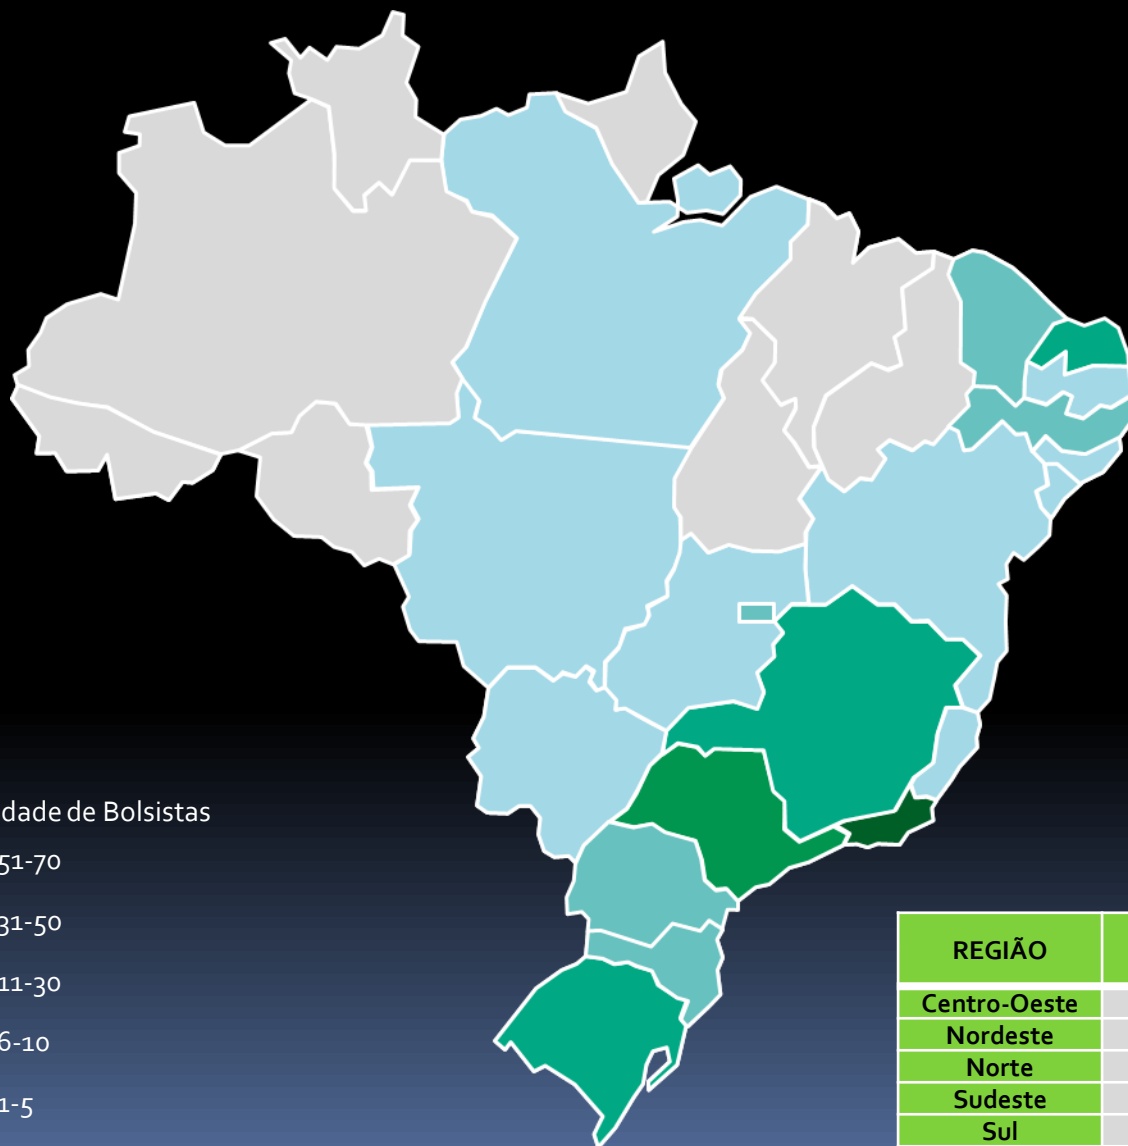 dade de Bolsistas
51-70
31-50
11-30
6-10
1-5
REGIÃO
Centro-Oeste
Nordeste
Norte
Sudeste
Sul